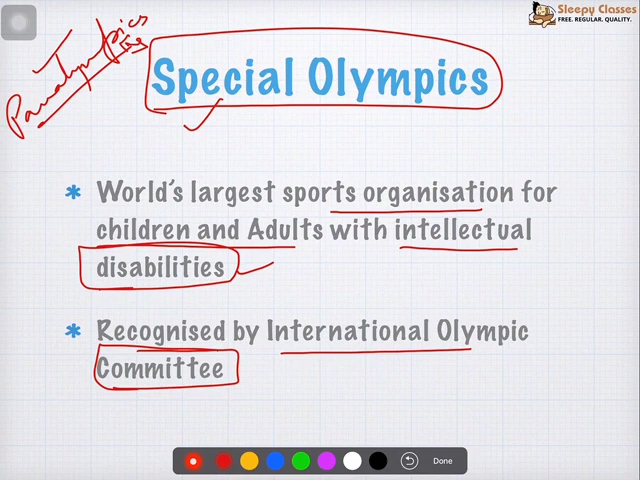 Sleepy Classes
FREE. REGULAR. QUALITY.
Paralympics
Special Olympics
* World's largest sports organisation for
children and Adults with intellectual
disabilities
* Recognised by International Olympic
Committee
Done